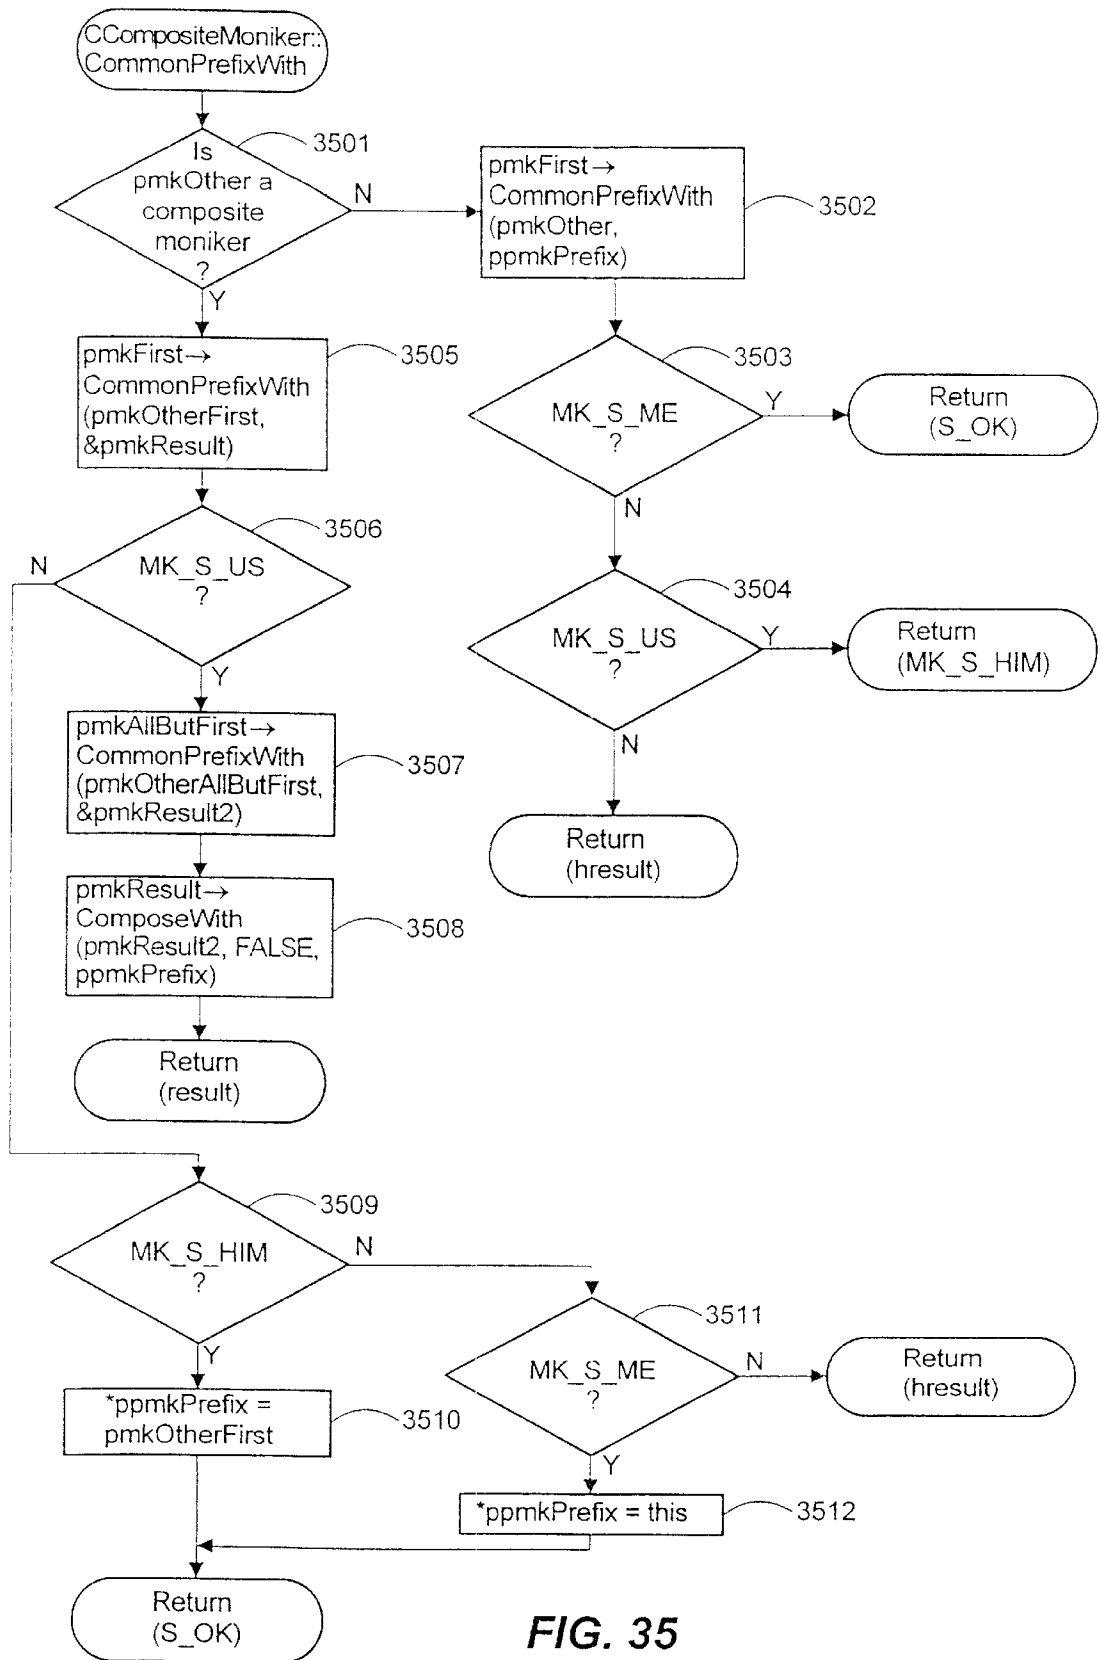 CCompositeMoniker::
CommonPrefixWith
3501
Is
pmkOther a
composite
moniker
?
N
Y
pmkFirst→
CommonPrefixWith
(pmkOther,
ppmkPrefix)
3502
3503
MK_S_ME
?
Y
N
Return
(S_OK)
3504
MK_S_US
?
Y
N
Return
(MK_S_HIM)
Return
(hresult)
pmkFirst→
CommonPrefixWith
(pmkOtherFirst,
&pmkResult)
3505
3506
MK_S_US
?
N
Y
pmkAllButFirst→
CommonPrefixWith
(pmkOtherAllButFirst,
&pmkResult2)
3507
pmkResult→
ComposeWith
(pmkResult2, FALSE,
ppmkPrefix)
3508
Return
(result)
3509
MK_S_HIM
?
N
Y
*ppmkPrefix =
pmkOtherFirst
3510
3511
MK_S_ME
?
N
Y
Return
(hresult)
*ppmkPrefix = this
3512
Return
(S_OK)
FIG. 35